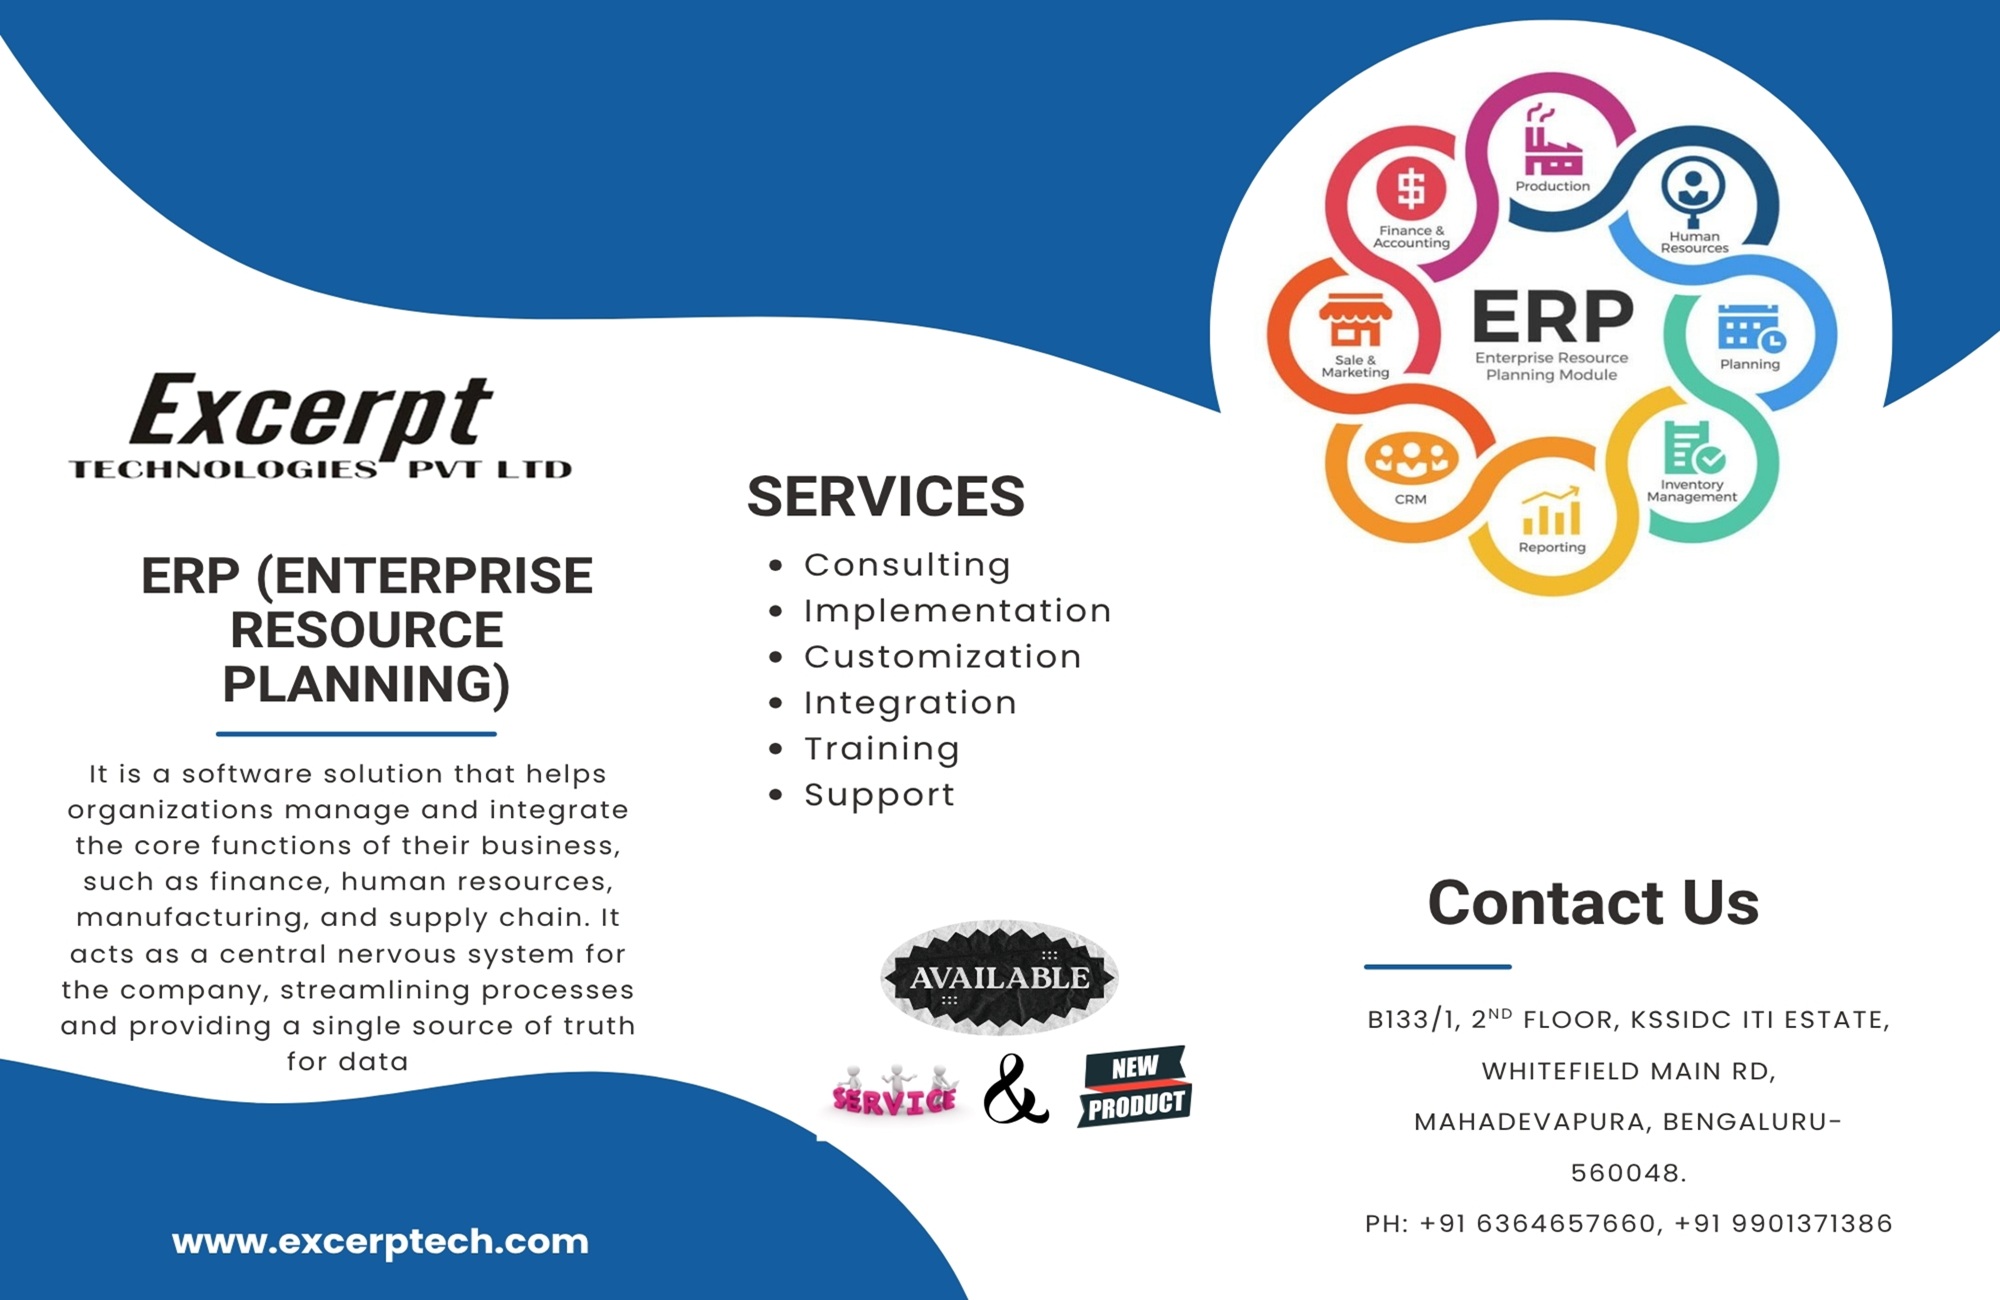 Excerpt
TECHNOLOGIES PVT LTD
ERP (ENTERPRISE
RESOURCE
PLANNING)
It is a software solution that helps
organizations manage and integrate
the core functions of their business,
such as finance, human resources,
manufacturing, and supply chain. It
acts as a central nervous system for
the company, streamlining processes
and providing a single source of truth
for data
www.excerptech.com
SERVICES
• Consulting
• Implementation
• Customization
• Integration
• Training
• Support
AVAILABLE
SERVICE
&
NEW
PRODUCT
Production
Finance &
Accounting
Human
Resources
ERP
Enterprise Resource
Planning Module
Sale &
Marketing
Planning
CRM
Inventory
Management
Reporting
Contact Us
B133/1, 2ND FLOOR, KSSIDC ITI ESTATE,
WHITEFIELD MAIN RD,
MAHADEVAPURA, BENGALURU-
560048.
PH: +91 6364657660, +91 9901371386